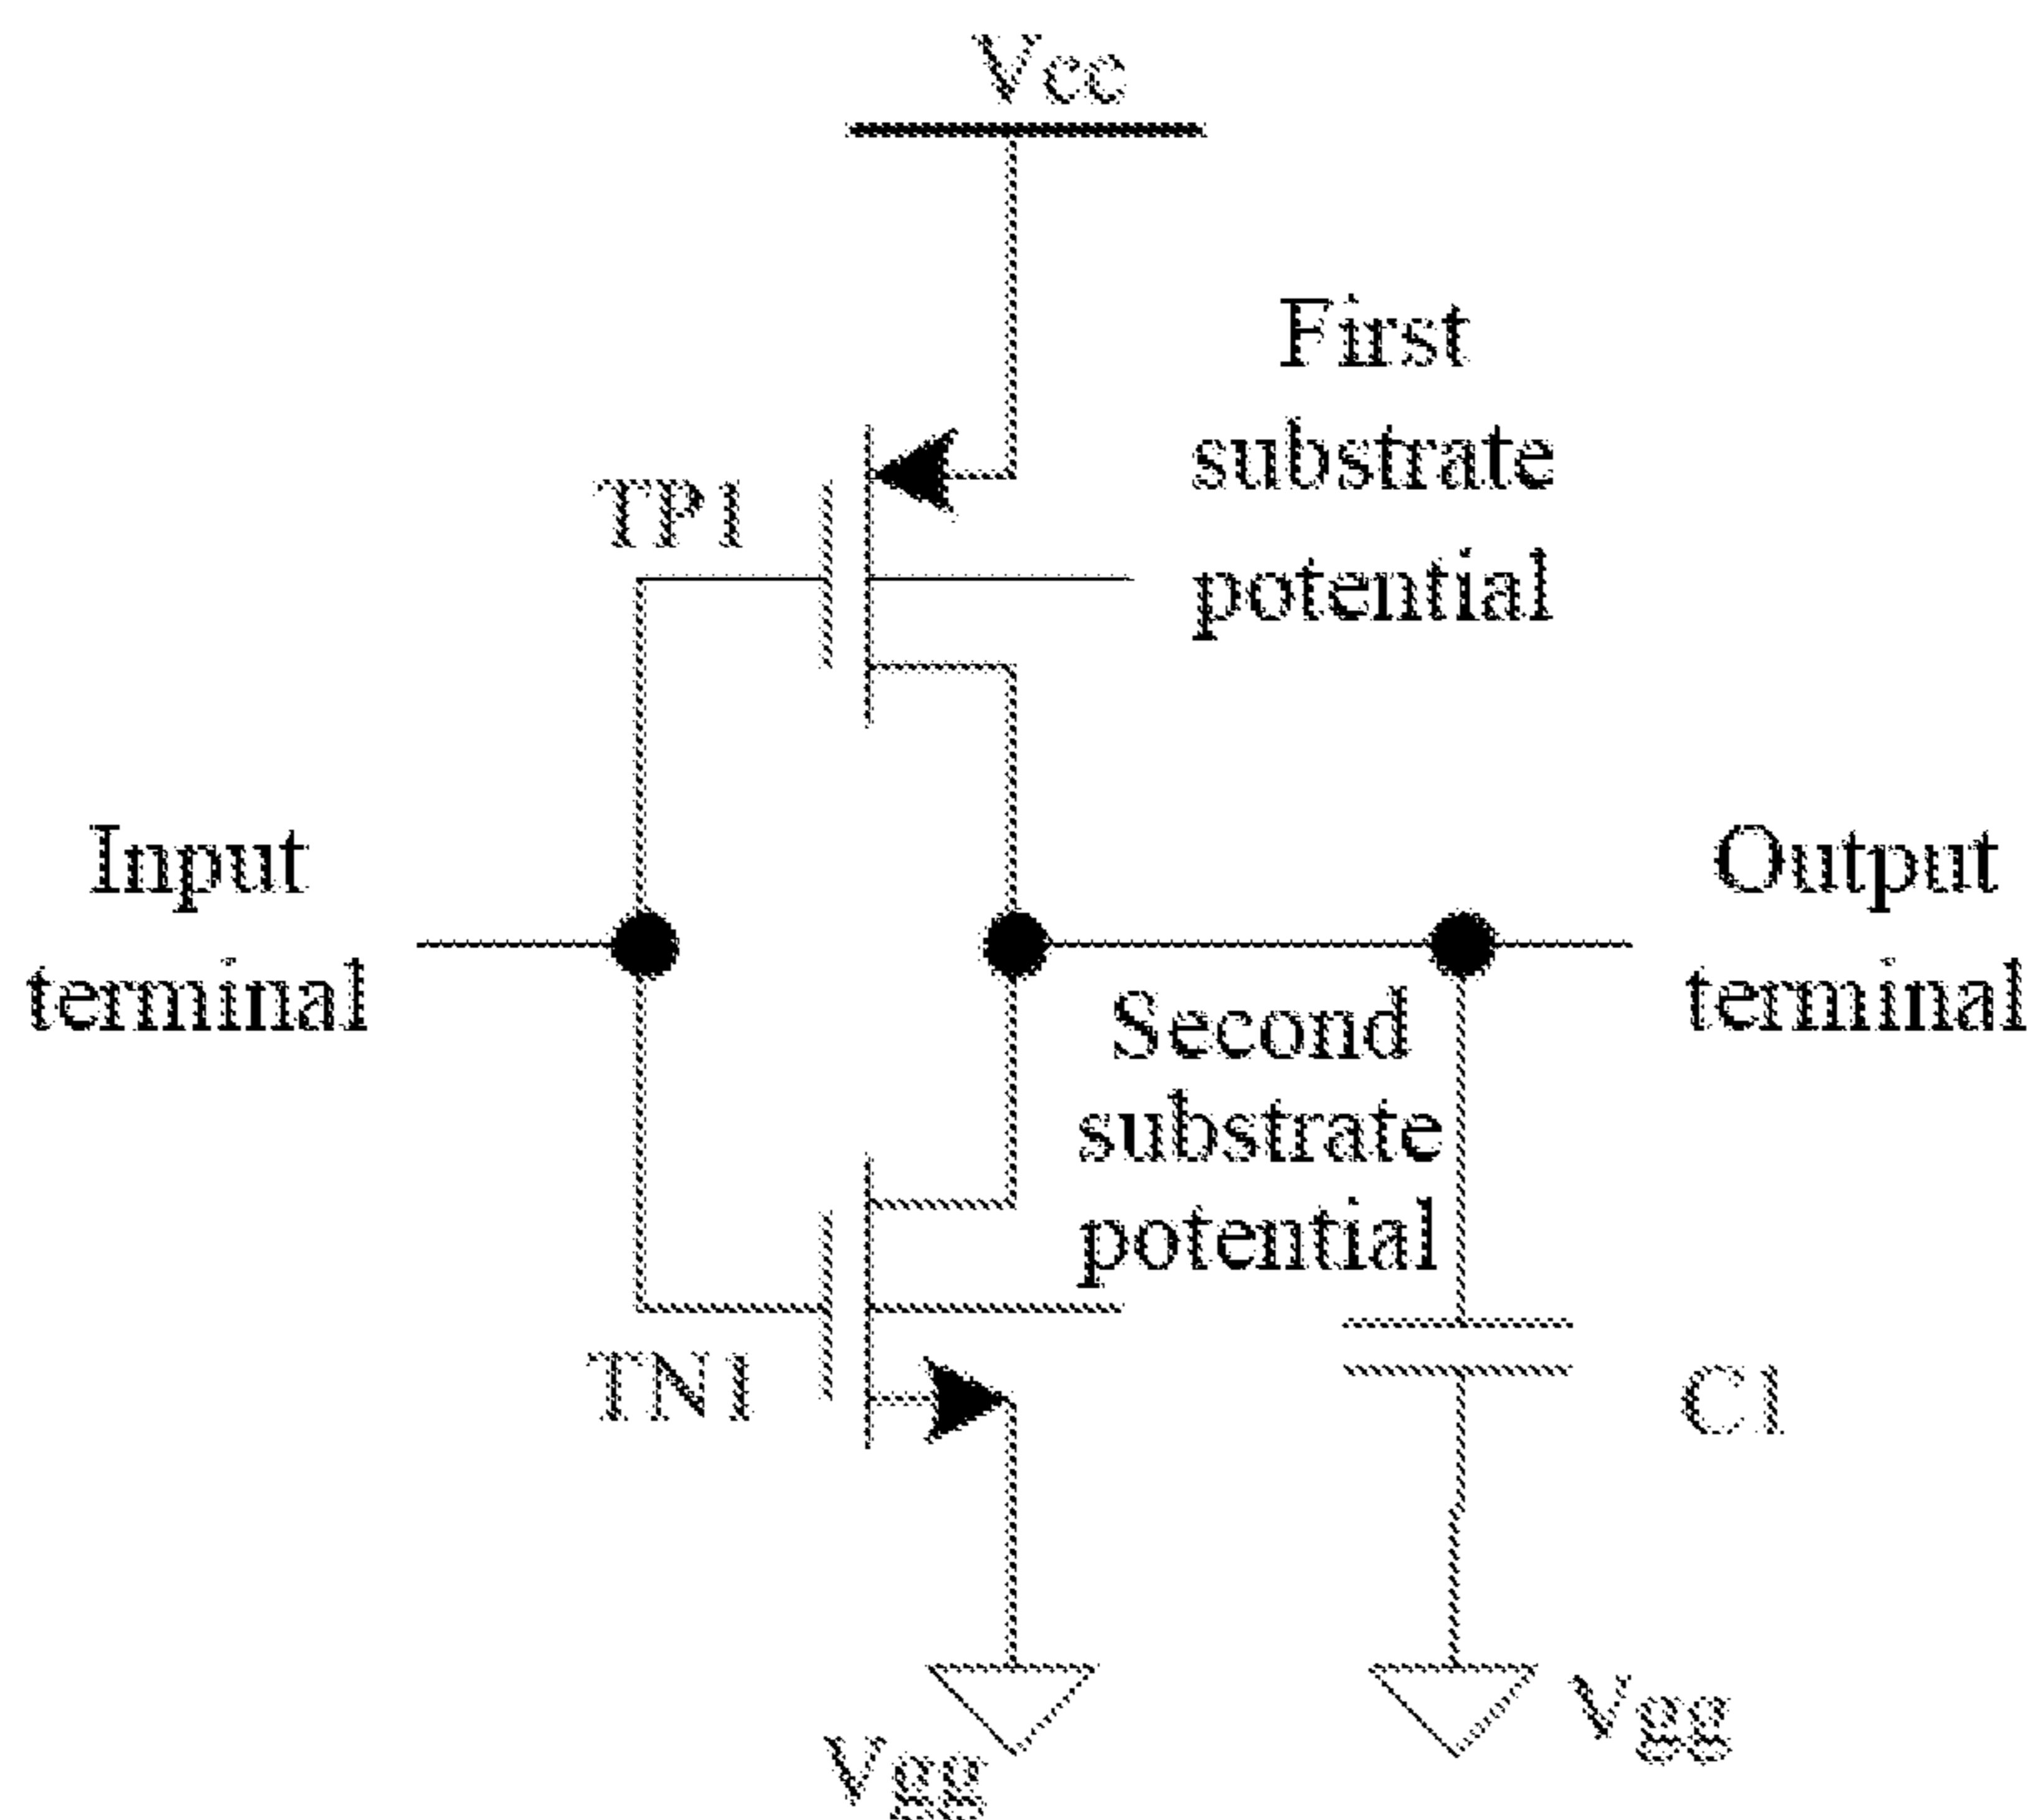 Vcc
First
substrate
potential
TP1
Input
terminal
Output
terminal
Second
substrate
potential
TN1
C1
Vgg
Vgg